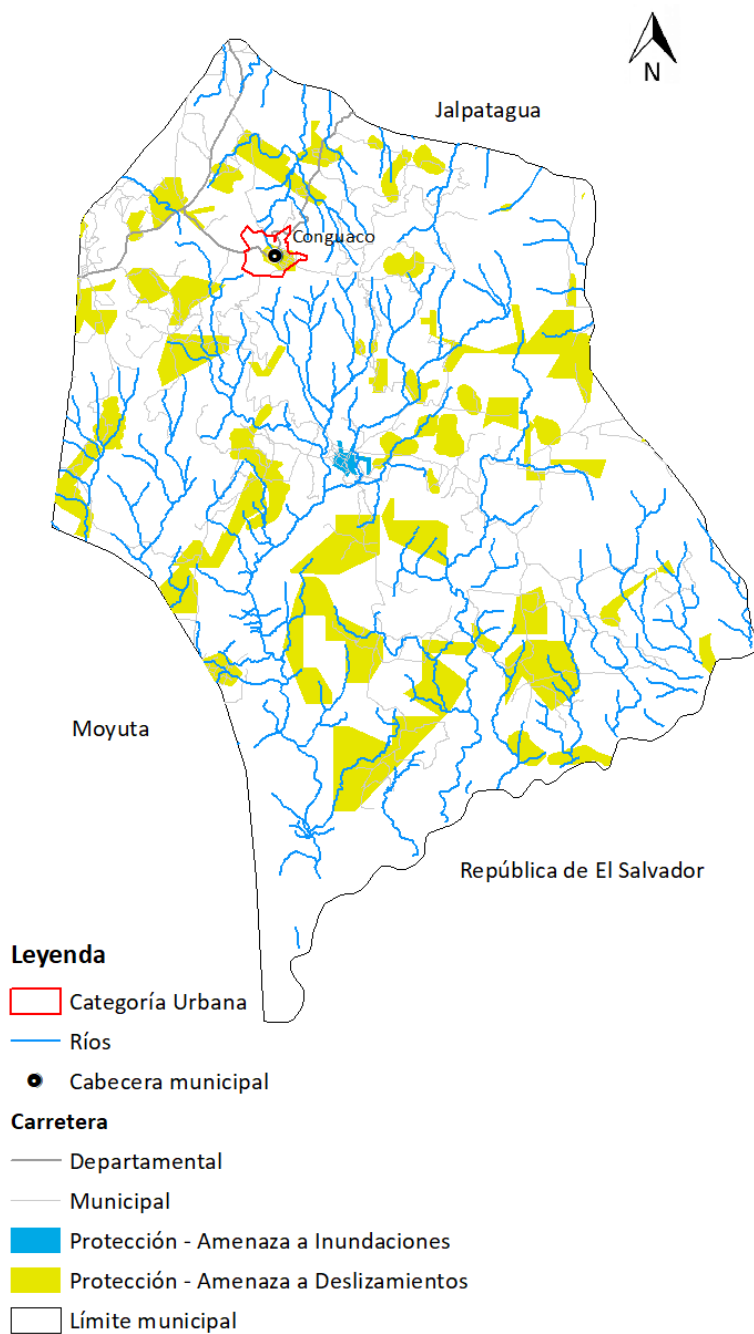 N
Jalpatagua
Conguaco
Moyuta
República de El Salvador
Leyenda
Categoría Urbana
Ríos
Cabecera municipal
Carretera
Departamental
Municipal
Protección - Amenaza a Inundaciones
Protección - Amenaza a Deslizamientos
Límite municipal